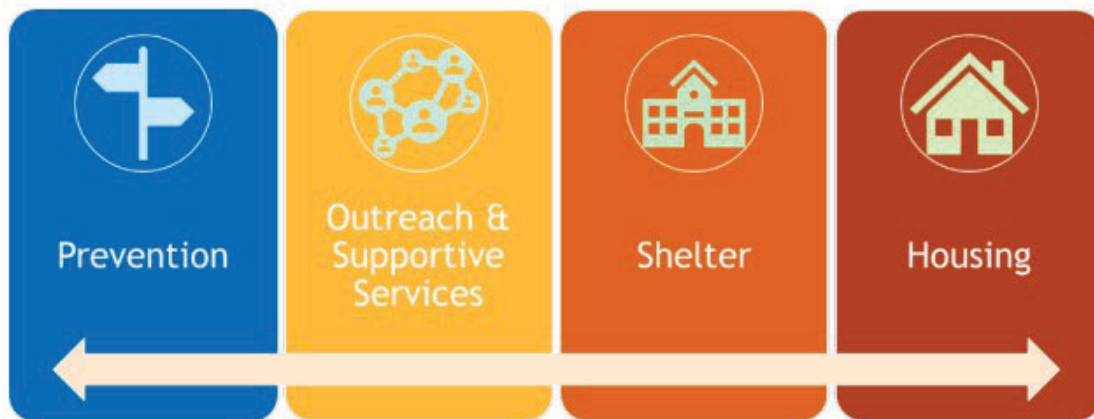 Prevention
Outreach &
Supportive
Services
Shelter
Housing